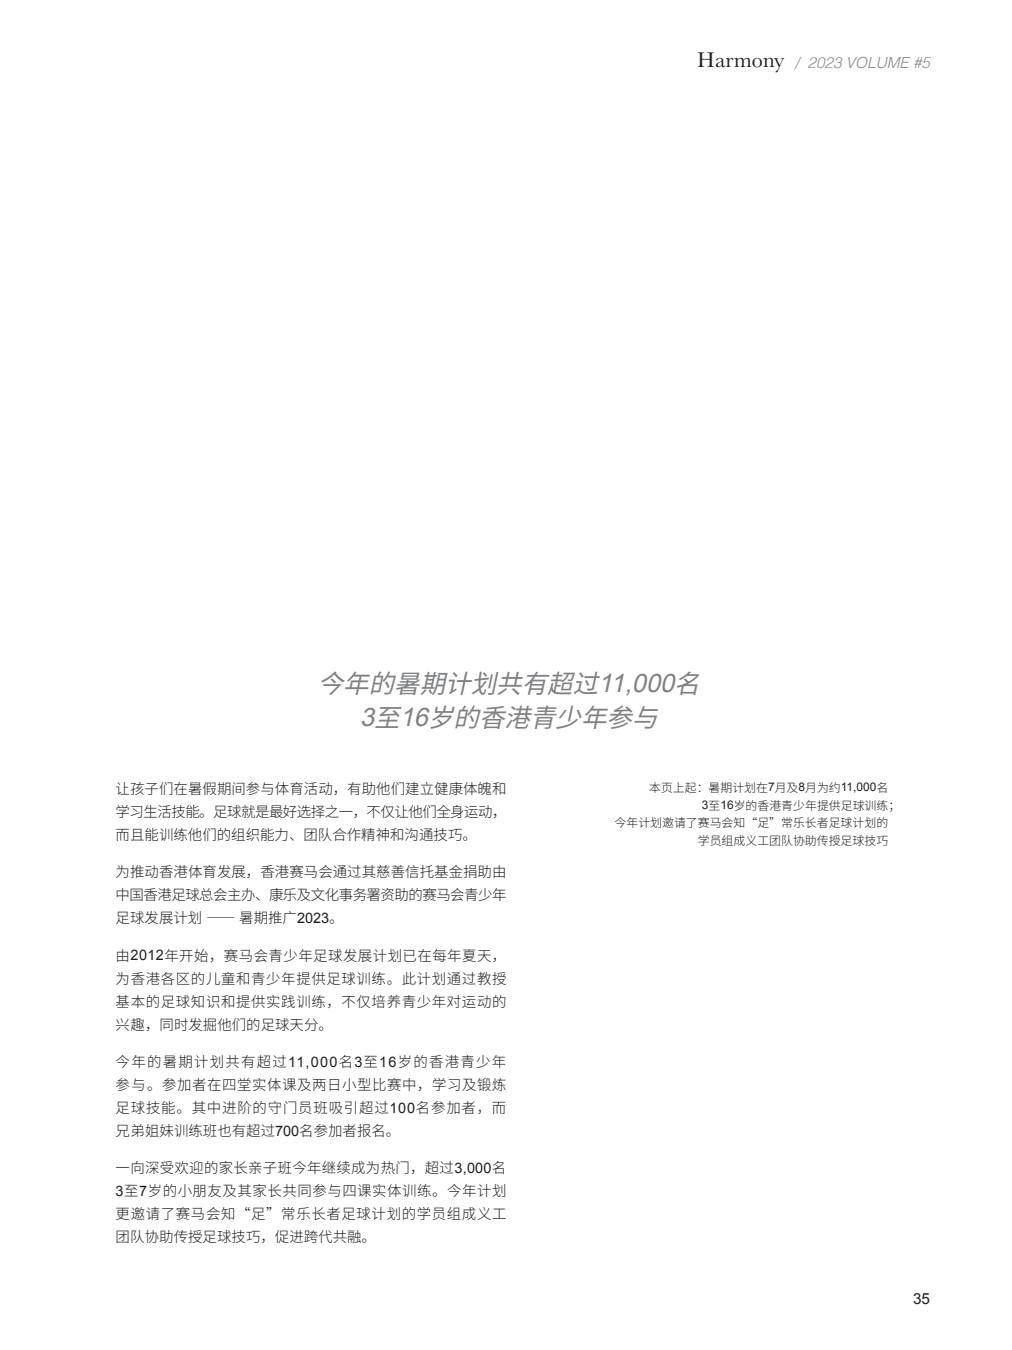 Harmony / 2023 VOLUME #5
今年的暑期计划共有超过11,000名
3至16岁的香港青少年参与
让孩子们在暑假期间参与体育活动，有助他们建立健康体魄和
学习生活技能。足球就是最好选择之一，不仅让他们全身运动，
而且能训练他们的组织能力、团队合作精神和沟通技巧。
为推动香港体育发展，香港赛马会通过其慈善信托基金捐助由
中国香港足球总会主办、康乐及文化事务署资助的赛马会青少年
足球发展计划 —— 暑期推广2023。
由2012年开始，赛马会青少年足球发展计划已在每年夏天，
为香港各区的儿童和青少年提供足球训练。此计划通过教授
基本的足球知识和提供实践训练，不仅培养青少年对运动的
兴趣，同时发掘他们的足球天分。
今年的暑期计划共有超过11,000名3至16岁的香港青少年
参与。参加者在四堂实体课及两日小型比赛中，学习及锻炼
足球技能。其中进阶的守门员班吸引超过100名参加者，而
兄弟姐妹训练班也有超过700名参加者报名。
一向深受欢迎的家长亲子班今年继续成为热门，超过3,000名
3至7岁的小朋友及其家长共同参与四课实体训练。今年计划
更邀请了赛马会知“足”常乐长者足球计划的学员组成义工
团队协助传授足球技巧，促进跨代共融。
本页上起：暑期计划在7月及8月为约11,000名
3至16岁的香港青少年提供足球训练；
今年计划邀请了赛马会知“足”常乐长者足球计划的
学员组成义工团队协助传授足球技巧
35